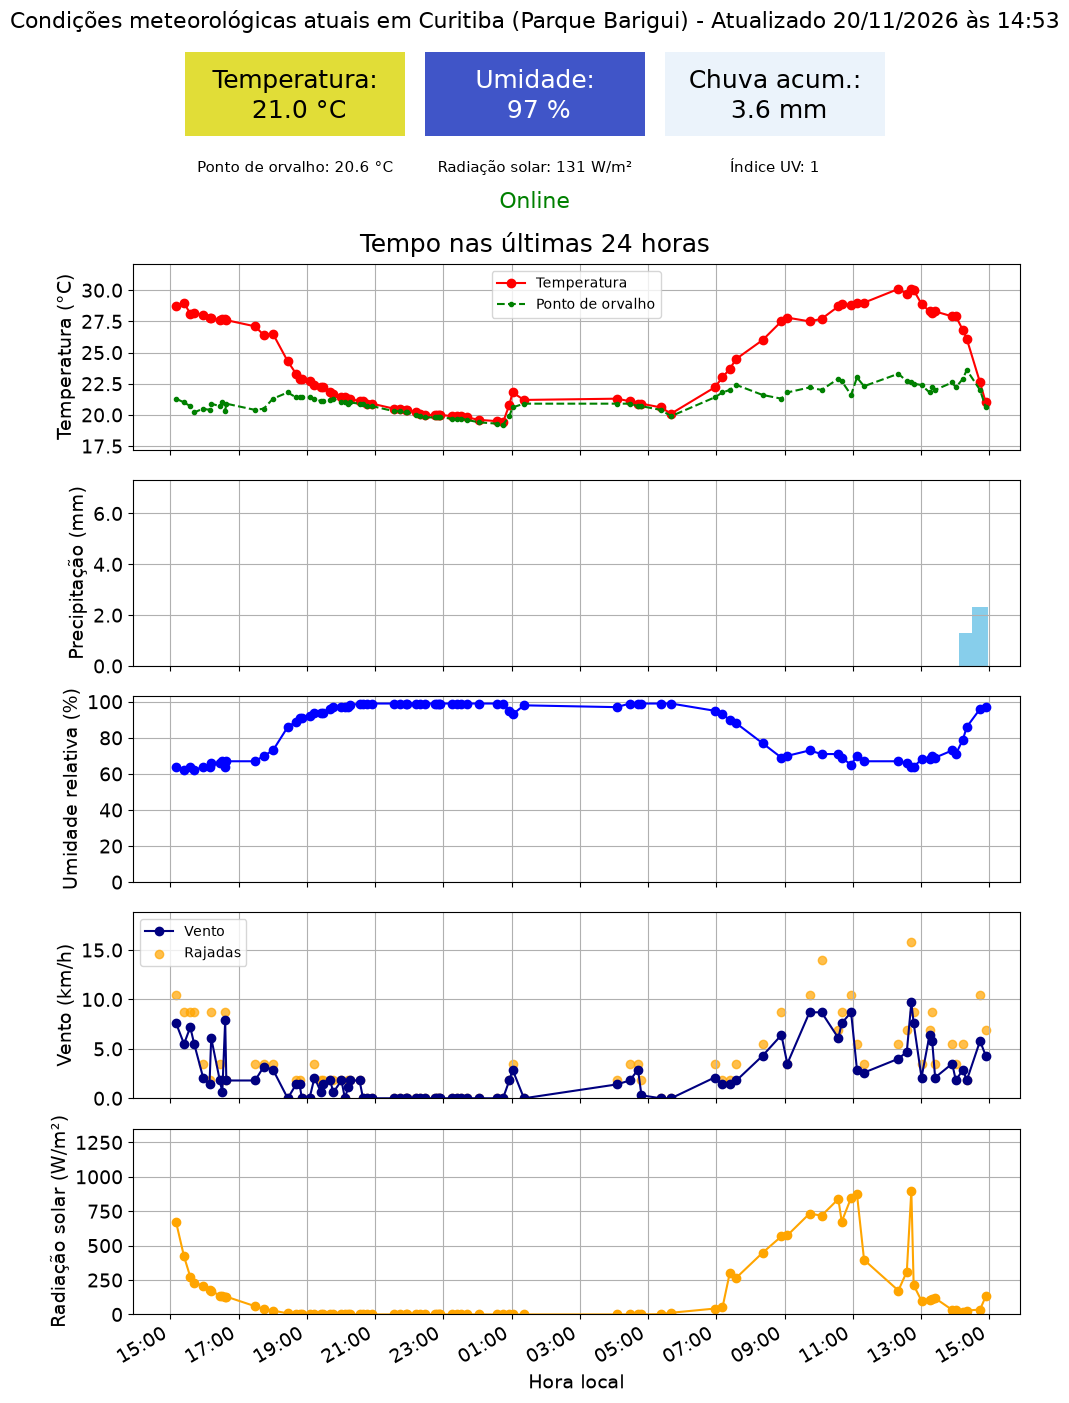 Condições meteorológicas atuais em Curitiba (Parque Barigui) - Atualizado 20/11/2026 às 14:53
Temperatura:
21.0 °C
Umidade:
97 %
Chuva acum.:
3.6 mm
Ponto de orvalho: 20.6 °C
Radiação solar: 131 W/m²
Índice UV: 1
Online
Tempo nas últimas 24 horas
Temperatura (°C)
30.0
27.5
25.0
22.5
20.0
17.5
Temperatura
Ponto de orvalho
Precipitação (mm)
6.0
4.0
2.0
0.0
Umidade relativa (%)
100
80
60
40
20
0
Vento (km/h)
15.0
10.0
5.0
0.0
Vento
Rajadas
Radiação solar (W/m²)
1250
1000
750
500
250
0
15:00
17:00
19:00
21:00
23:00
01:00
03:00
05:00
07:00
09:00
11:00
13:00
15:00
Hora local